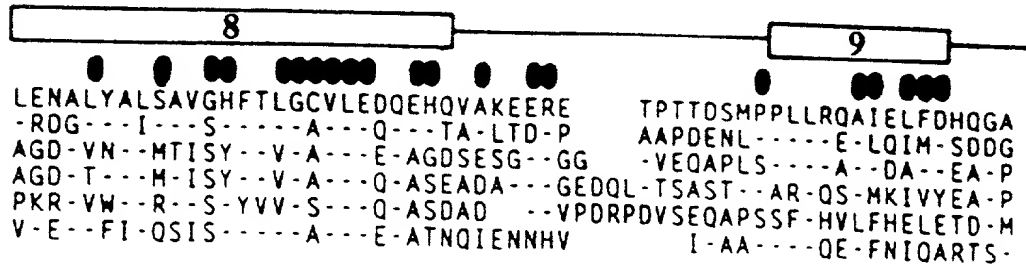 8 9
LENALYALSAVGHFTLGCVLEDQEHQVAKEERE TPTTDSMPPLLRQAIELFDHQGA
-RDG---I---S-----A---Q---TA-LTD-P AAPDENL-----E-LQIM-SDDG
AGD-VN--MTISY--V-A---E-AGDSESG--GG -VEQAPLS----A--DA--EA-P
AGD-T---M-ISY--V-A---Q-ASEADA---GEDQL-TSAST--AR-QS-MKIVYEA-P
PKR-VW--R--S-YVV-S---Q-ASDAD --VPDRPDVSEQAPSSF-HVLFHELETD-M
V-E--FI-QSIS-----A---E-ATNQIENNHV I-AA----QE-FNIQARTS-